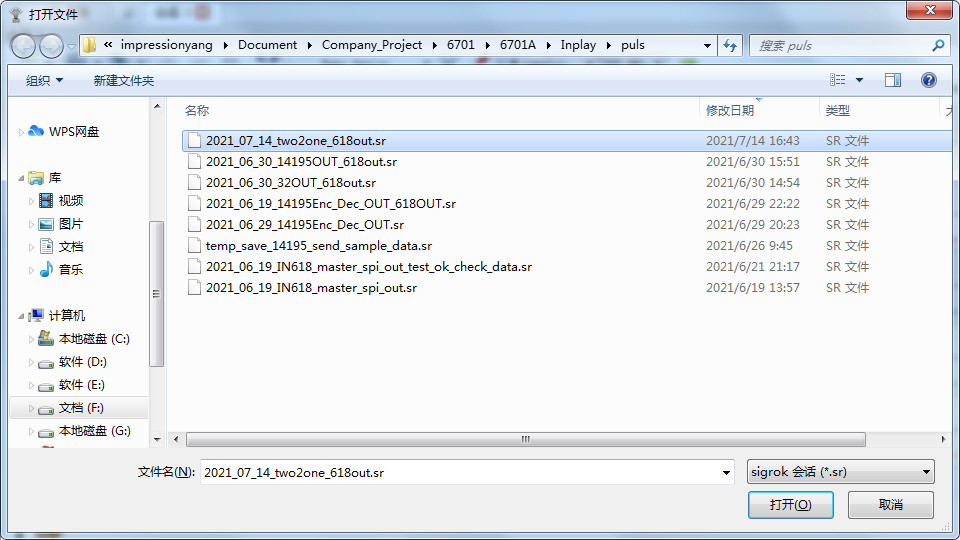 打开文件
« impressionyang Document Company_Project 6701 6701A Inplay puls
搜索 puls
组织 新建文件夹
名称 修改日期 类型
WPS网盘
库
视频
图片
文档
音乐
计算机
本地磁盘 (C:)
软件 (D:)
软件 (E:)
文档 (F:)
本地磁盘 (G:)
2021_07_14_two2one_618out.sr 2021/7/14 16:43 SR 文件
2021_06_30_14195OUT_618out.sr 2021/6/30 15:51 SR 文件
2021_06_30_32OUT_618out.sr 2021/6/30 14:54 SR 文件
2021_06_19_14195Enc_Dec_OUT_618OUT.sr 2021/6/29 22:22 SR 文件
2021_06_29_14195Enc_Dec_OUT.sr 2021/6/29 20:23 SR 文件
temp_save_14195_send_sample_data.sr 2021/6/26 9:45 SR 文件
2021_06_19_IN618_master_spi_out_test_ok_check_data.sr 2021/6/21 21:17 SR 文件
2021_06_19_IN618_master_spi_out.sr 2021/6/19 13:57 SR 文件
文件名(N): 2021_07_14_two2one_618out.sr sigrok 会话 (*.sr)
打开(O) 取消